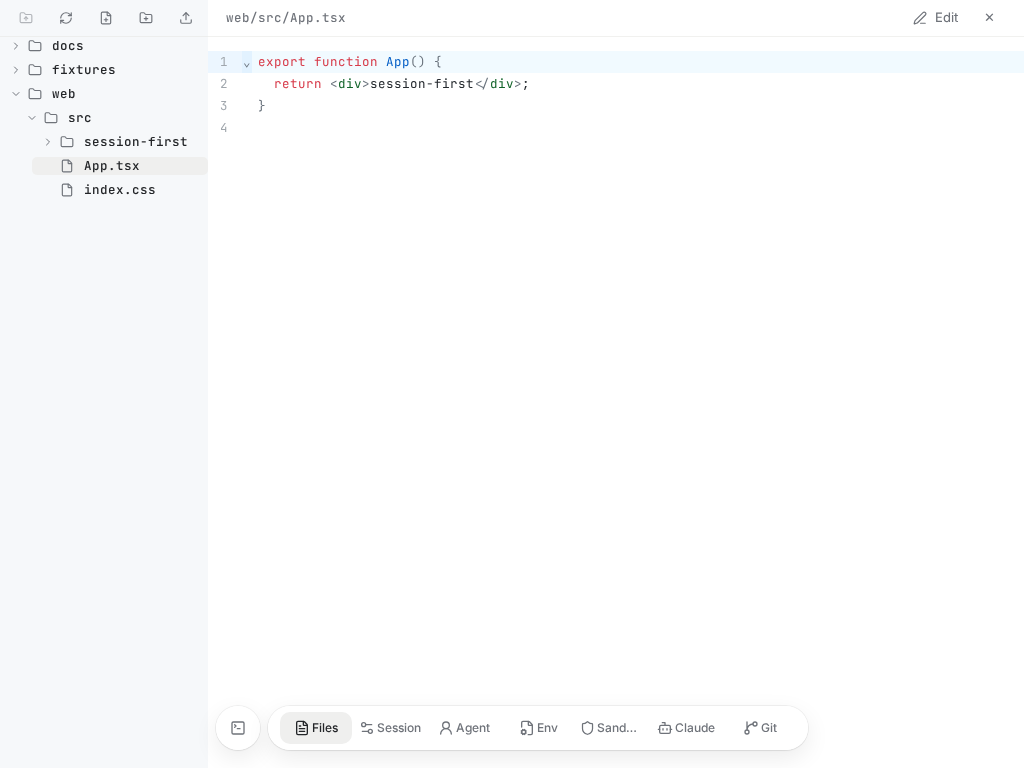 web/src/App.tsx
Edit
docs
fixtures
web
src
session-first
App.tsx
index.css
1 export function App() {
2 return <div>session-first</div>;
3 }
4
Files Session Agent Env Sand... Claude Git